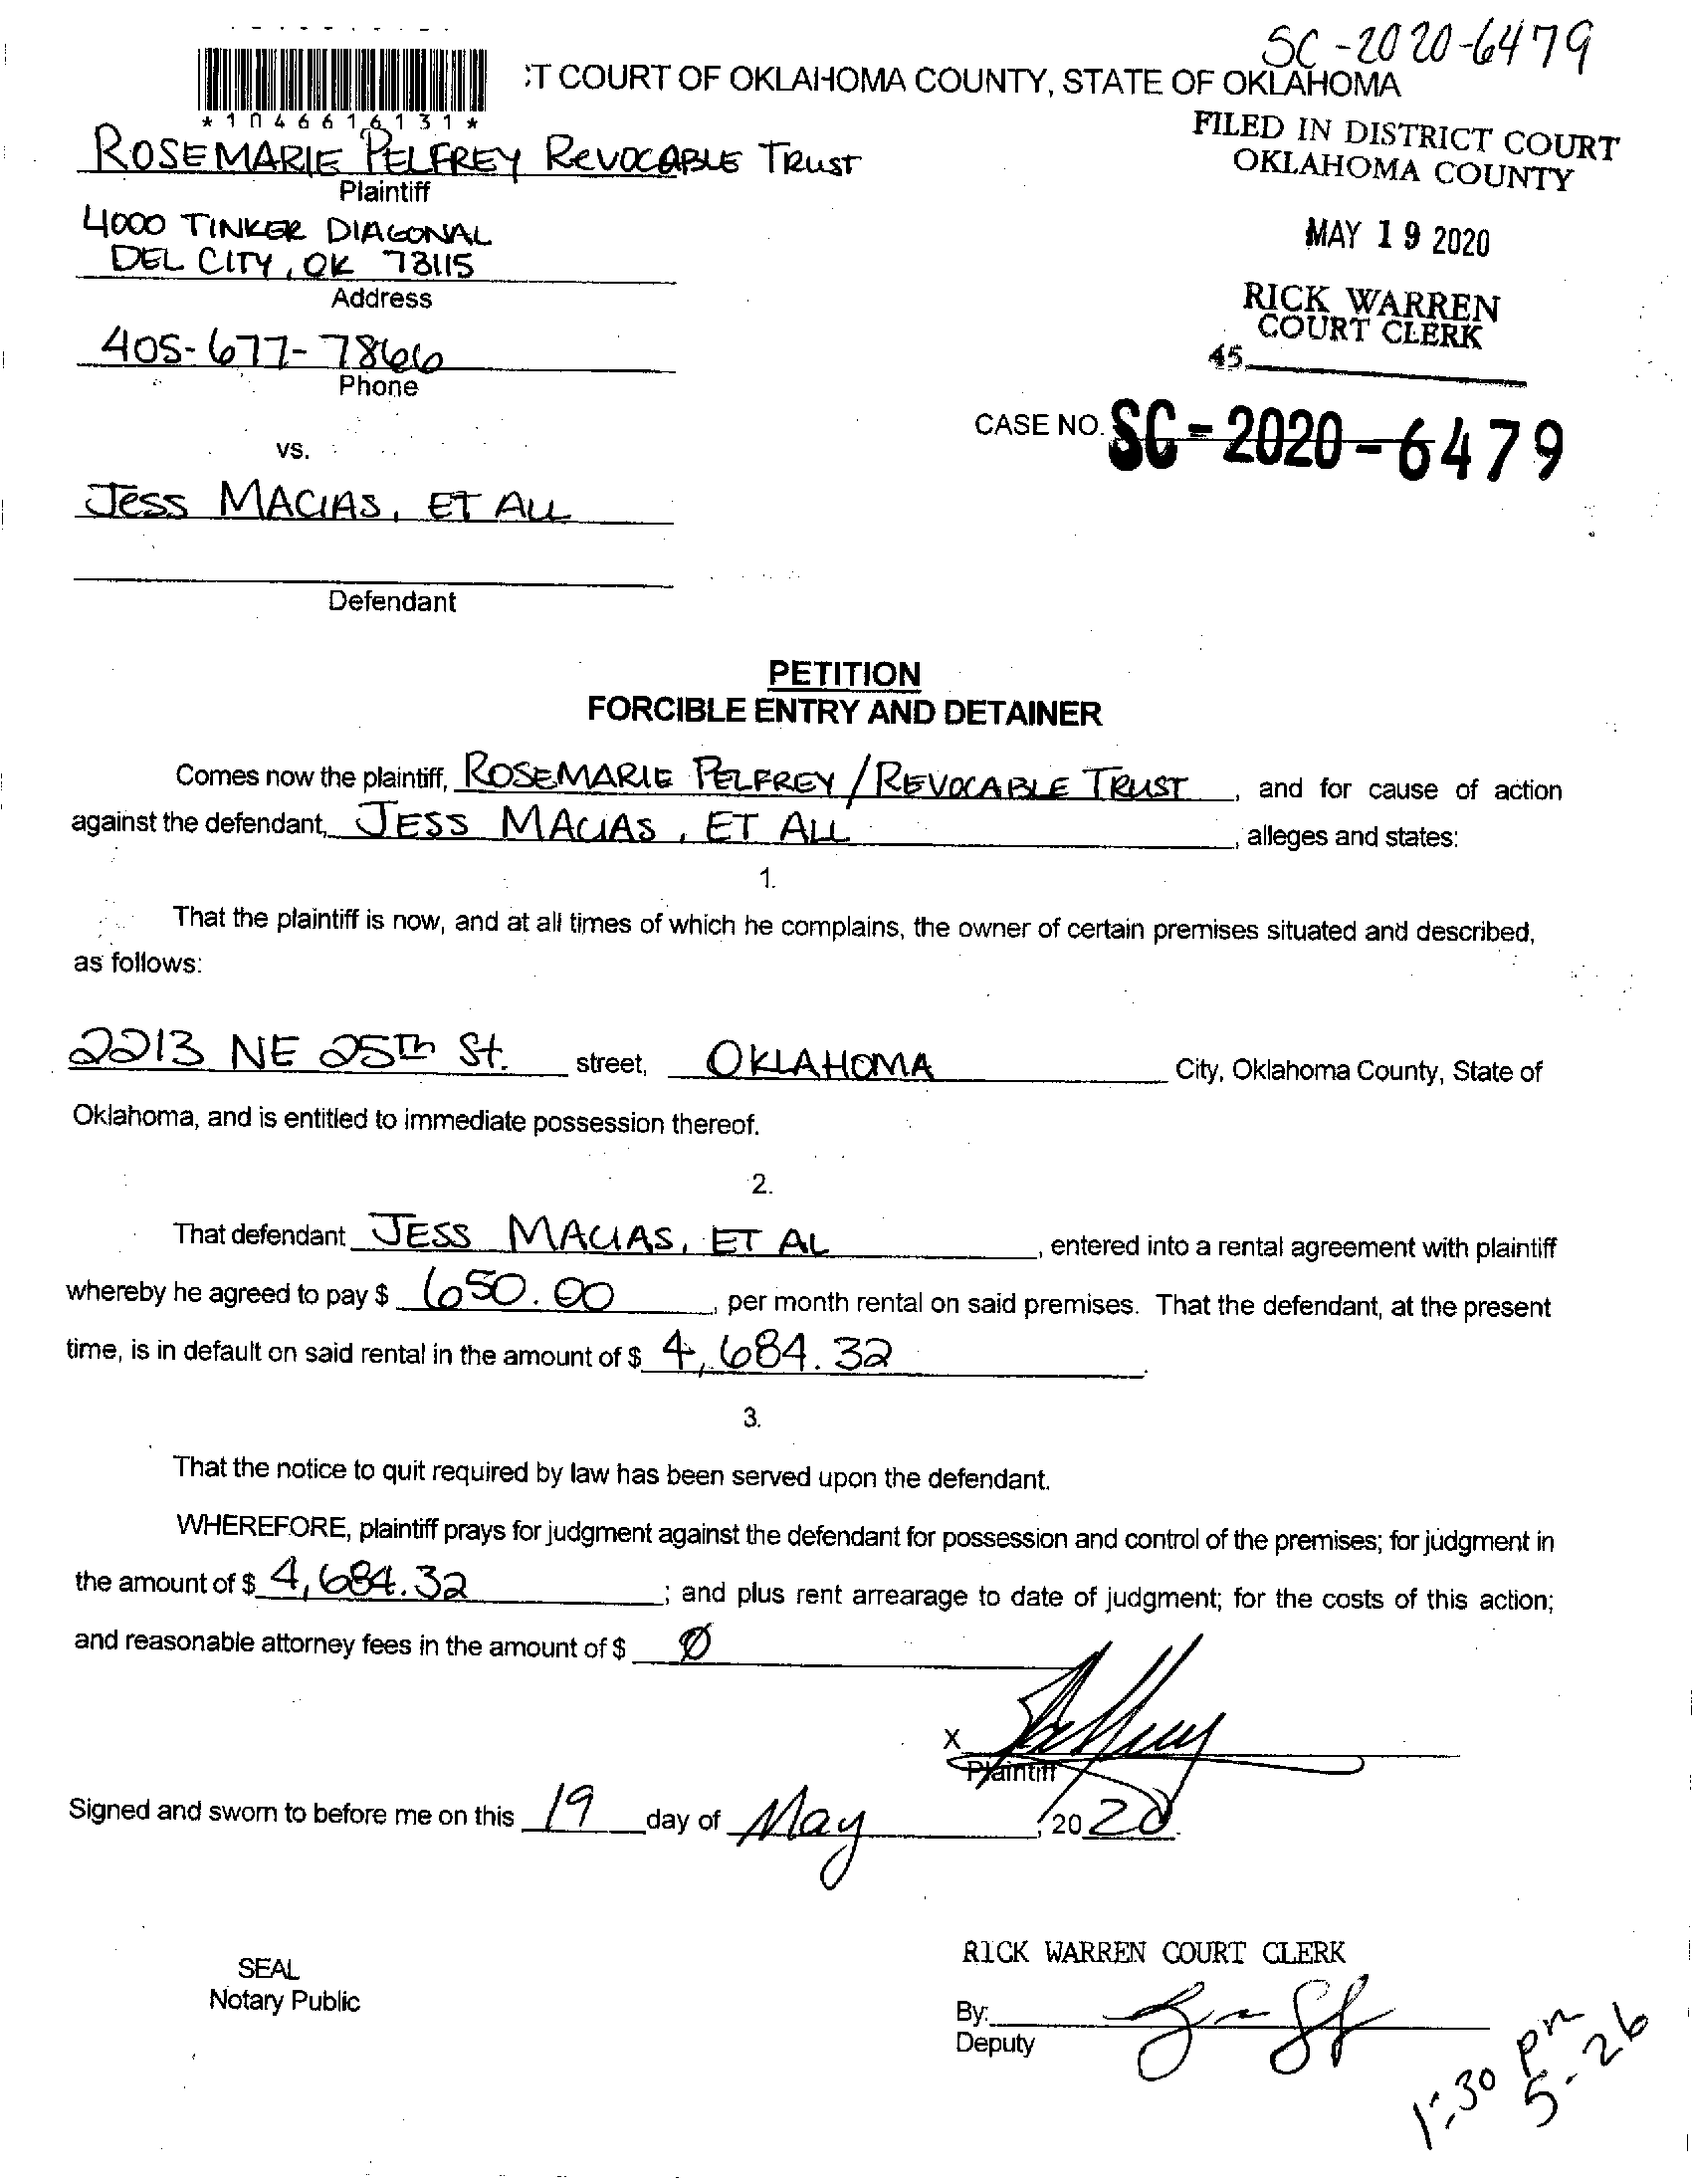 SC-2020-6479
:T COURT OF OKLAHOMA COUNTY, STATE OF OKLAHOMA
*1046616131*
FILED IN DISTRICT COURT
OKLAHOMA COUNTY
ROSEMARIE PELFREY REVOCABLE TRUST
Plaintiff
4000 TINKER DIAGONAL
DEL CITY, OK 73115
Address
MAY 19 2020
RICK WARREN
COURT CLERK
45
405-677-7866
Phone
CASE NO. SC-2020-6479
vs.
JESS MACIAS, ET ALL
Defendant
PETITION
FORCIBLE ENTRY AND DETAINER
Comes now the plaintiff, ROSEMARIE PELFREY / REVOCABLE TRUST, and for cause of action
against the defendant, JESS MACIAS, ET ALL, alleges and states:
1.
That the plaintiff is now, and at all times of which he complains, the owner of certain premises situated and described,
as follows:
2213 NE 25TH St. street, OKLAHOMA City, Oklahoma County, State of
Oklahoma, and is entitled to immediate possession thereof.
2.
That defendant JESS MACIAS, ET AL, entered into a rental agreement with plaintiff
whereby he agreed to pay $ 650.00, per month rental on said premises. That the defendant, at the present
time, is in default on said rental in the amount of $ 4,684.32.
3.
That the notice to quit required by law has been served upon the defendant.
WHEREFORE, plaintiff prays for judgment against the defendant for possession and control of the premises; for judgment in
the amount of $ 4,684.32; and plus rent arrearage to date of judgment; for the costs of this action;
and reasonable attorney fees in the amount of $ Ø
X
Plaintiff
Signed and sworn to before me on this 19 day of May, 2020.
SEAL
Notary Public
RICK WARREN COURT CLERK
By:
Deputy
1:30 pm
5-26